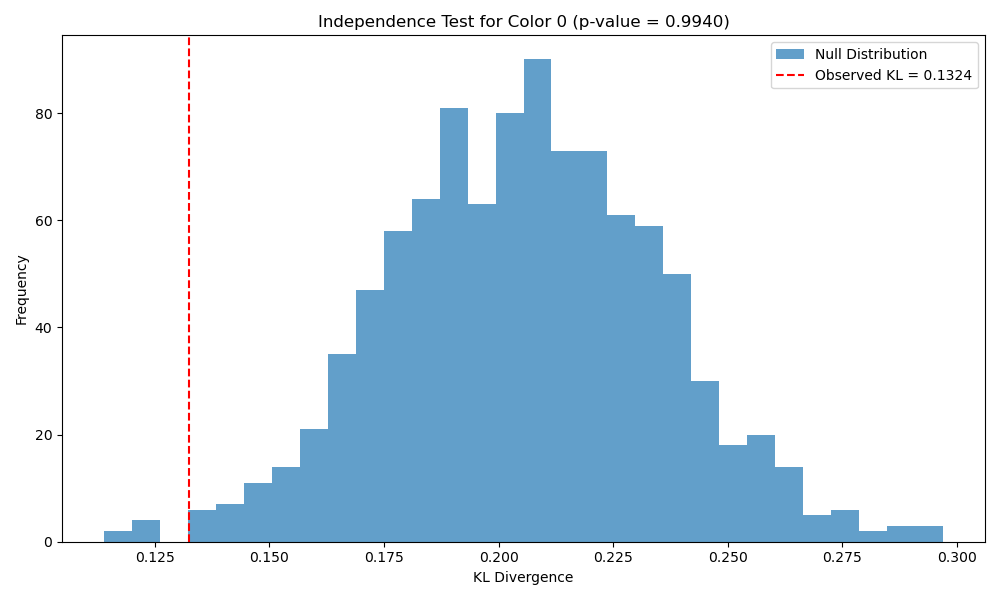 Independence Test for Color 0 (p-value = 0.9940)
Null Distribution
Observed KL = 0.1324
Frequency
80
60
40
20
0
0.125 0.150 0.175 0.200 0.225 0.250 0.275 0.300
KL Divergence